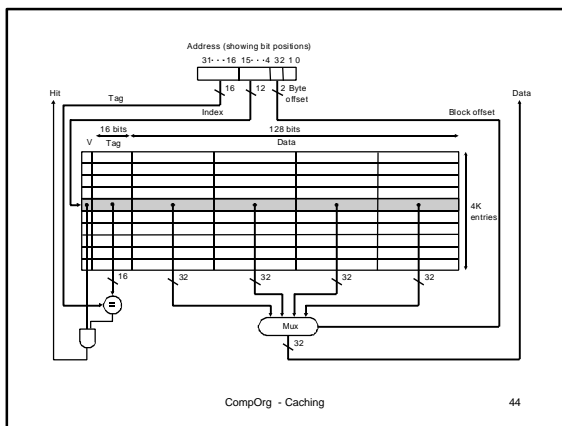 Address (showing bit positions)
31···16 15···4 32 1 0
Hit
Data
16 12 2 Byte
offset
Tag
Index
Block offset
16 bits 128 bits
V Tag Data
4K
entries
16 32 32 32 32
=
Mux
32
CompOrg - Caching 44